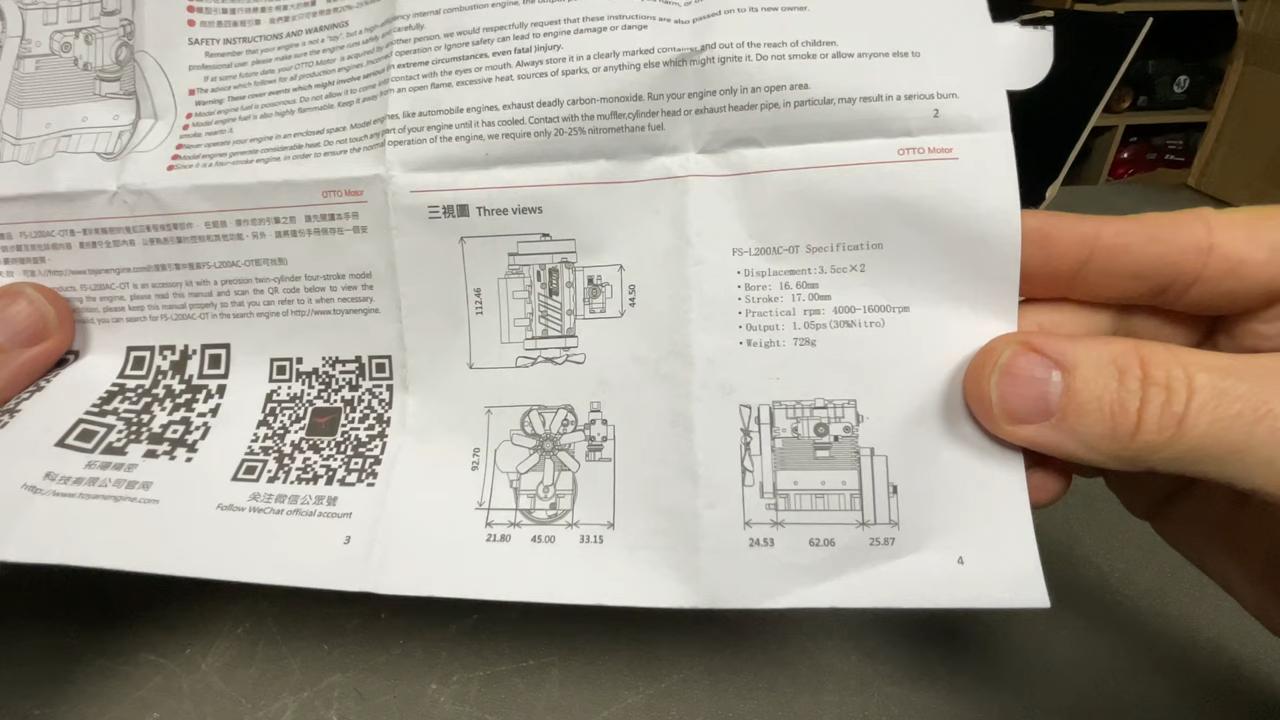 SAFETY INSTRUCTIONS AND WARNINGS
Remember that your engine is not a "toy", but a high-efficiency internal combustion engine, the
professional user, please make sure the engine runs safely and carefully.
If at some future date, your OTTO Motor is acquired by another person, we would respectfully request that these instructions are also passed on to its new owner.
The advice which follows for all production engines. Incorrect operation or Ignore safety can lead to engine damage or dange
Warning: These cover events which might involve serious (in extreme circumstances, even fatal )injury.
Model engine fuel is poisonous. Do not allow it to come into contact with the eyes or mouth. Always store it in a clearly marked container and out of the reach of children.
Model engine fuel is also highly flammable. Keep it away from an open flame, excessive heat, sources of sparks, or anything else which might ignite it. Do not smoke or allow anyone else to
smoke, nearto it.
Never operate your engine in an enclosed space. Model engines, like automobile engines, exhaust deadly carbon-monoxide. Run your engine only in an open area.
Model engines generate considerable heat. Do not touch any part of your engine until it has cooled. Contact with the muffler,cylinder head or exhaust header pipe, in particular, may result in a serious burn.
Since it is a four-stroke engine, in order to ensure the normal operation of the engine, we require only 20-25% nitromethane fuel.
2
OTTO Motor
FS-L200AC-OT is an accessory kit with a precision twin-cylinder four-stroke model
the engine, please read this manual and scan the QR code below to view the
please keep this manual properly so that you can refer to it when necessary.
you can search for FS-L200AC-OT in the search engine of http://www.toyanengine.com.
科技有限公司官网
http://www.toyanengine.com
关注微信公眾號
Follow WeChat official account
3
OTTO Motor
三視圖 Three views
112.46
44.50
92.70
21.80 45.00 33.15
FS-L200AC-OT Specification
•Displacement:3.5cc×2
•Bore: 16.60mm
•Stroke: 17.00mm
•Practical rpm: 4000-16000rpm
•Output: 1.05ps(30%Nitro)
•Weight: 728g
24.53 62.06 25.87
4